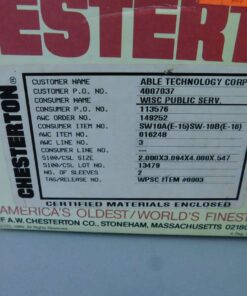 CHESTERTON
CHESTERTON®
CUSTOMER NAME ABLE TECHNOLOGY CORP
CUSTOMER P.O. NO. 4007037
CONSUMER NAME WISC PUBLIC SERV.
CONSUMER P.O. NO. 113576
AWC ORDER NO. 149252
CONSUMER ITEM NO. SW10A(E-15)SW-10B(E-16)
AWC ITEM NO. 016248
AWC LINE NO. 3
CONSUMER LINE NO. ---
S100/CSL SIZE 2.000X3.094X4.000X.547
S100/CSL LOT NO. 13479
NO. OF SLEEVES 2
TAG/RELEASE NO. WPSC ITEM #0003
CERTIFIED MATERIALS ENCLOSED
AMERICA'S OLDEST/WORLD'S FINEST
OF A.W. CHESTERTON CO., STONEHAM, MASSACHUSETTS 02180